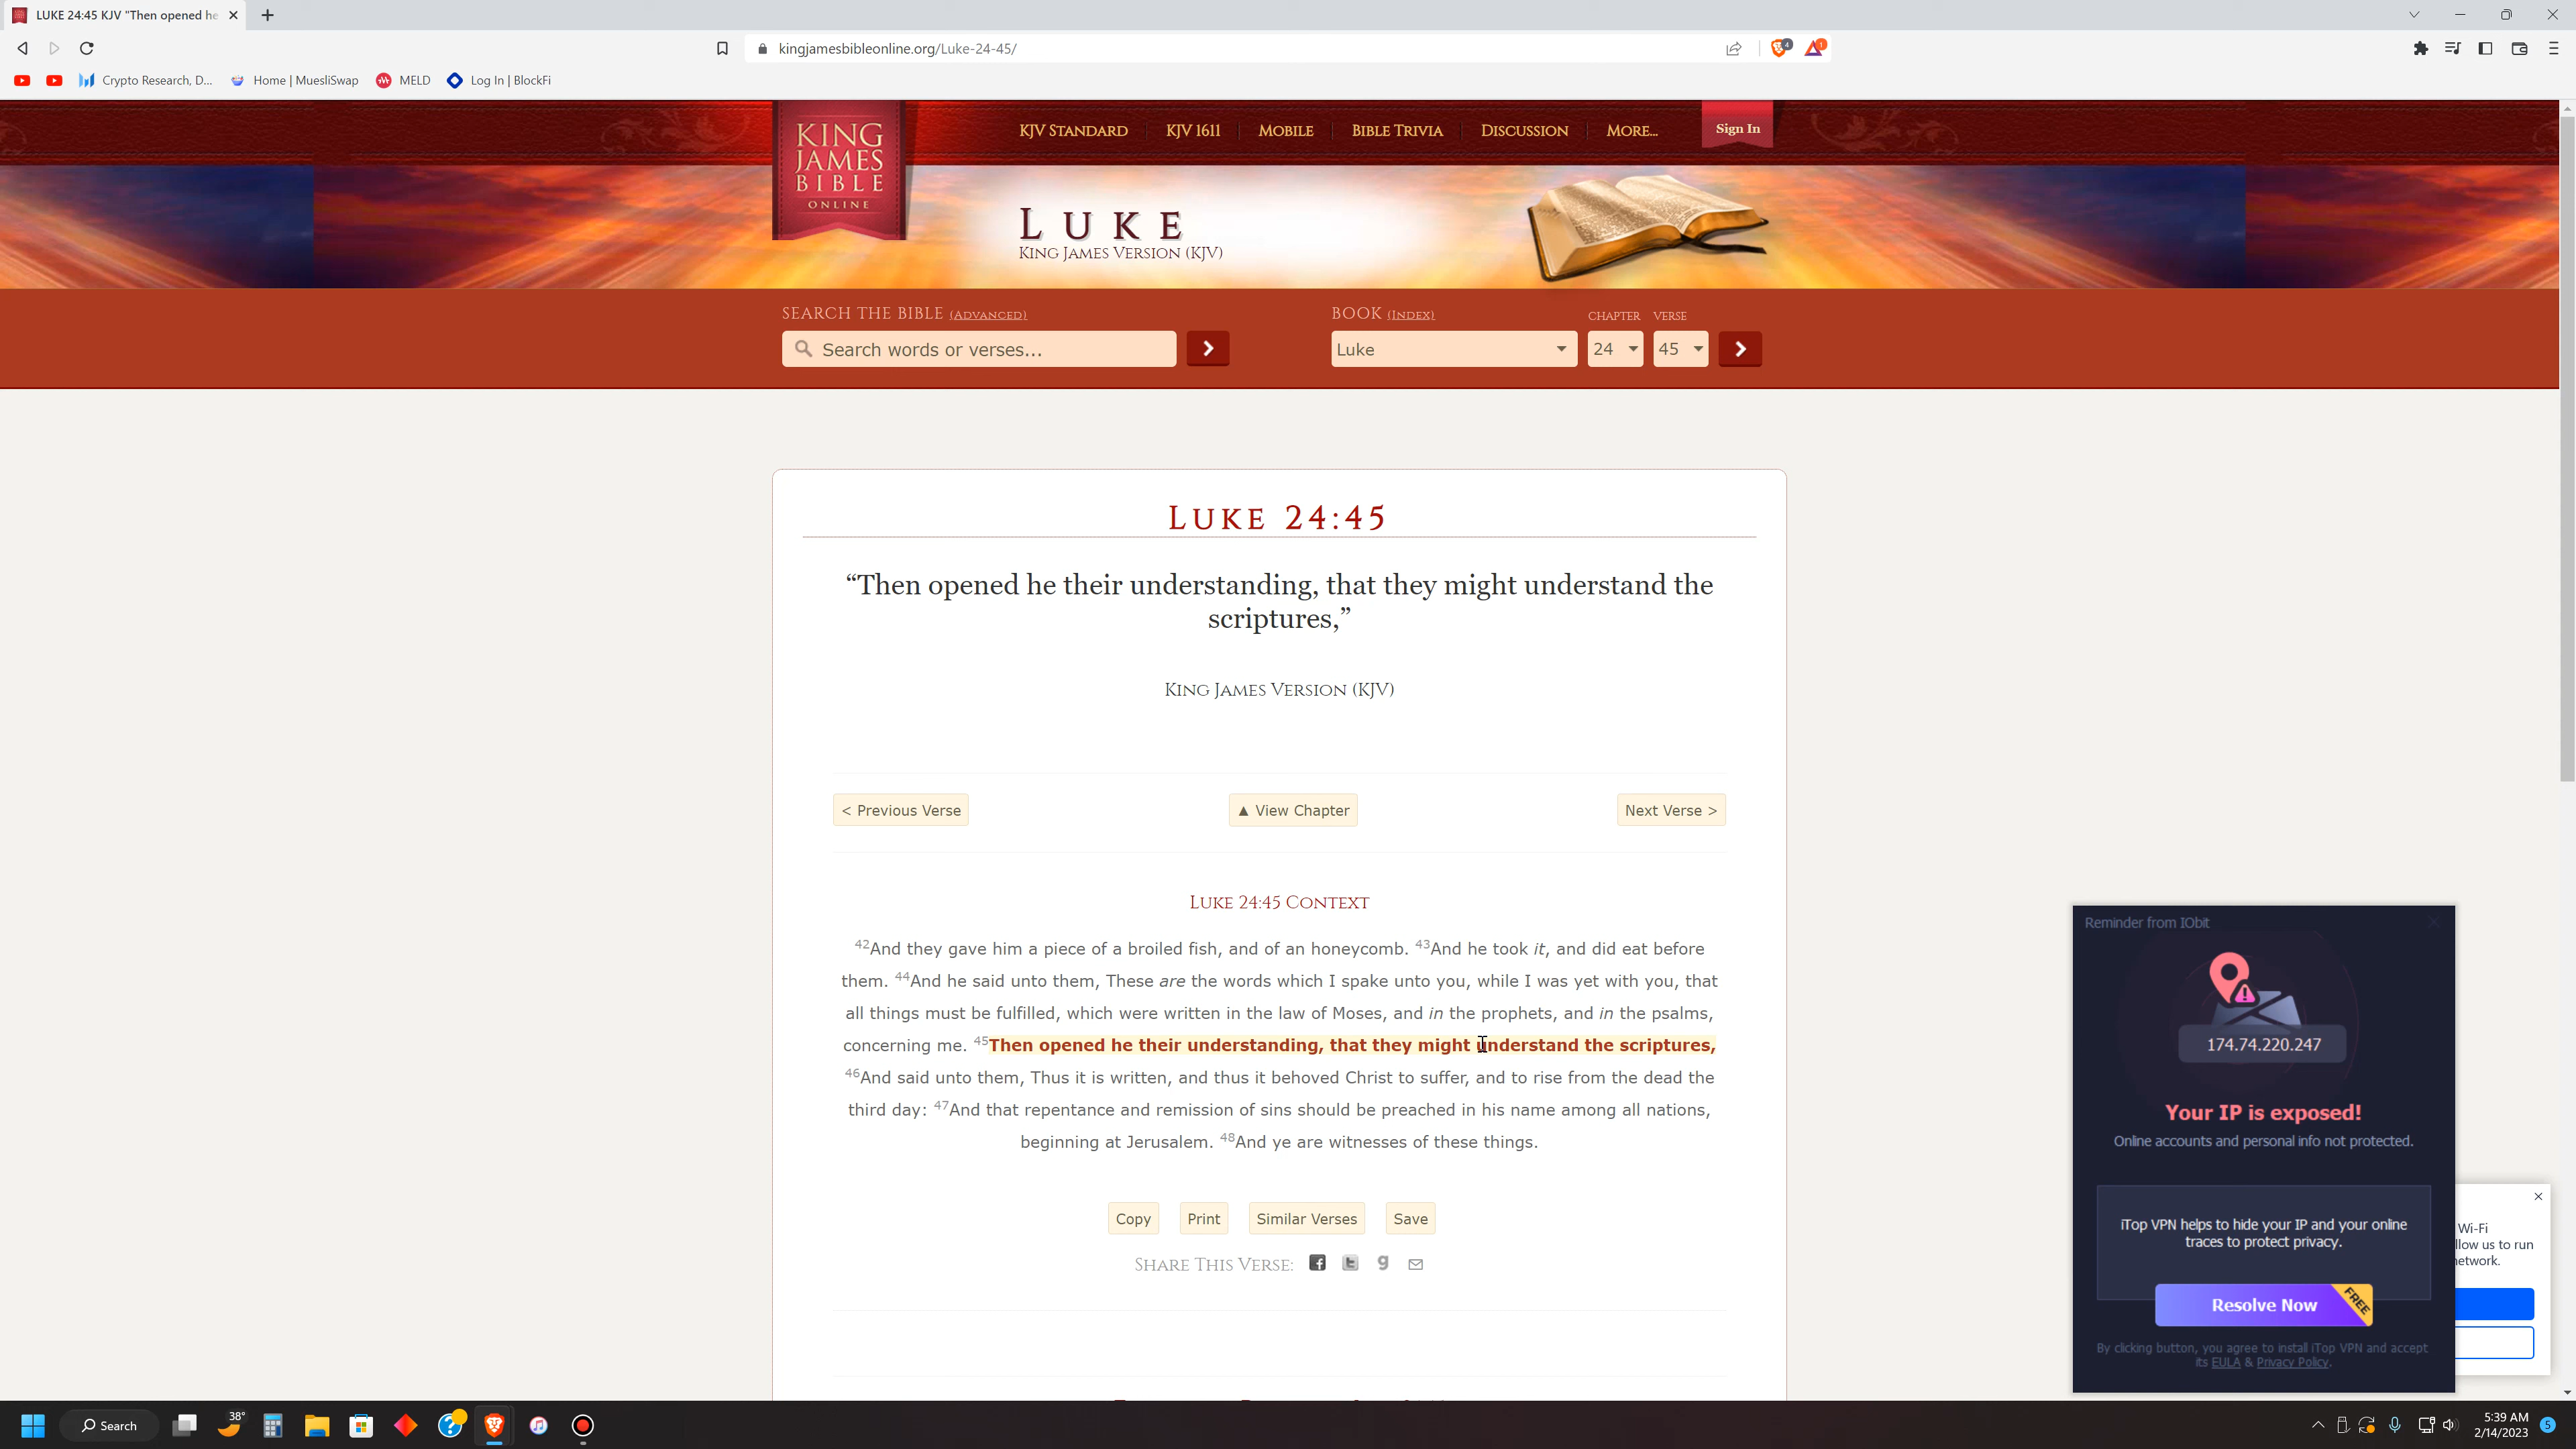 LUKE 24:45 KJV "Then opened he
kingjamesbibleonline.org/Luke-24-45/
4
1
Crypto Research, D...
Home | MuesliSwap
MELD
Log In | BlockFi
KING
JAMES
BIBLE
ONLINE
KJV STANDARD
KJV 1611
MOBILE
BIBLE TRIVIA
DISCUSSION
MORE...
Sign In
LUKE
KING JAMES VERSION (KJV)
SEARCH THE BIBLE (ADVANCED)
BOOK (INDEX)
CHAPTER
VERSE
Search words or verses...
Luke
24
45
LUKE 24:45
“Then opened he their understanding, that they might understand the
scriptures,”
KING JAMES VERSION (KJV)
< Previous Verse
▲ View Chapter
Next Verse >
LUKE 24:45 CONTEXT
42And they gave him a piece of a broiled fish, and of an honeycomb. 43And he took it, and did eat before
them. 44And he said unto them, These are the words which I spake unto you, while I was yet with you, that
all things must be fulfilled, which were written in the law of Moses, and in the prophets, and in the psalms,
concerning me. 45Then opened he their understanding, that they might understand the scriptures,
46And said unto them, Thus it is written, and thus it behoved Christ to suffer, and to rise from the dead the
third day: 47And that repentance and remission of sins should be preached in his name among all nations,
beginning at Jerusalem. 48And ye are witnesses of these things.
Copy
Print
Similar Verses
Save
SHARE THIS VERSE:
Reminder from IObit
174.74.220.247
Your IP is exposed!
Online accounts and personal info not protected.
iTop VPN helps to hide your IP and your online
traces to protect privacy.
Resolve Now
FREE
By clicking button, you agree to install iTop VPN and accept
its EULA & Privacy Policy.
Wi-Fi
llow us to run
etwork.
38°
Search
5:39 AM
2/14/2023
5